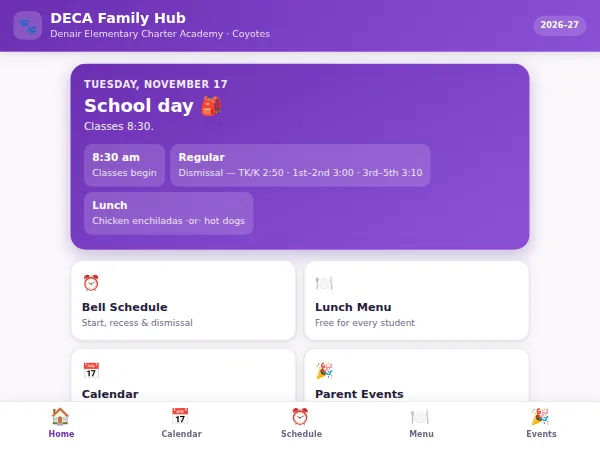 DECA Family Hub
Denair Elementary Charter Academy · Coyotes
2026–27
TUESDAY, NOVEMBER 17
School day
Classes 8:30.
8:30 am
Classes begin
Regular
Dismissal — TK/K 2:50 · 1st–2nd 3:00 · 3rd–5th 3:10
Lunch
Chicken enchiladas ·or· hot dogs
Bell Schedule
Start, recess & dismissal
Lunch Menu
Free for every student
Calendar
Parent Events
Home
Calendar
Schedule
Menu
Events